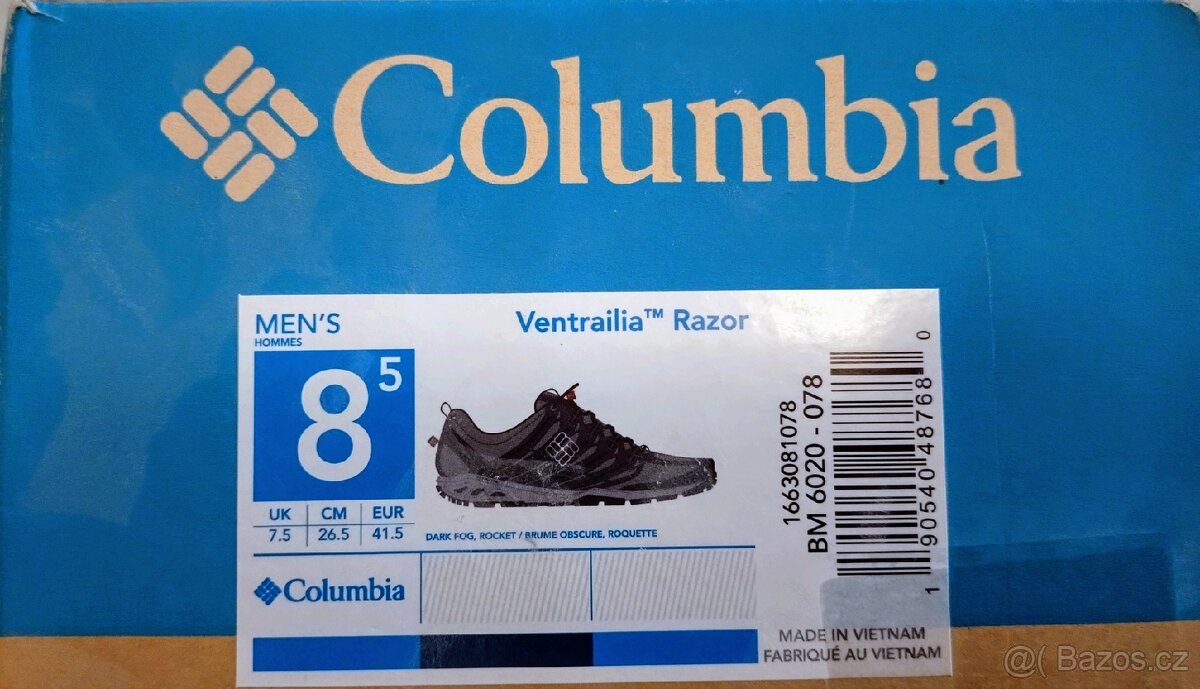 Columbia
MEN'S
HOMMES
Ventrailia™ Razor
8 5
UK CM EUR
7.5 26.5 41.5
DARK FOG, ROCKET / BRUME OBSCURE, ROQUETTE
Columbia
1663081078
BM 6020 - 078
1 90540 48768 0
MADE IN VIETNAM
FABRIQUÉ AU VIETNAM
@( Bazos.cz